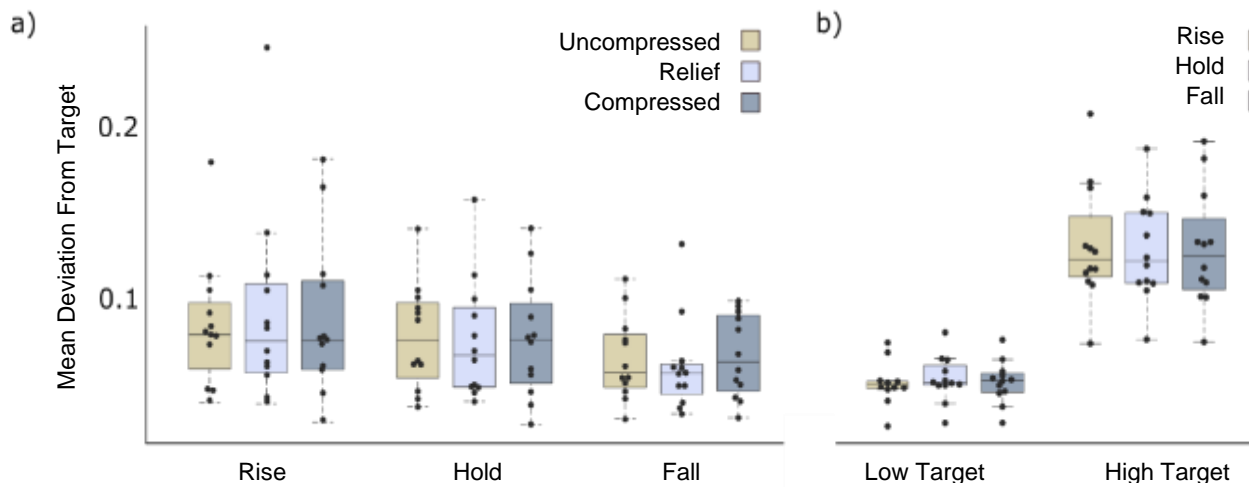 a)
Uncompressed
Relief
Compressed
Mean Deviation From Target
0.2
0.1
Rise
Hold
Fall
b)
Rise
Hold
Fall
Low Target
High Target